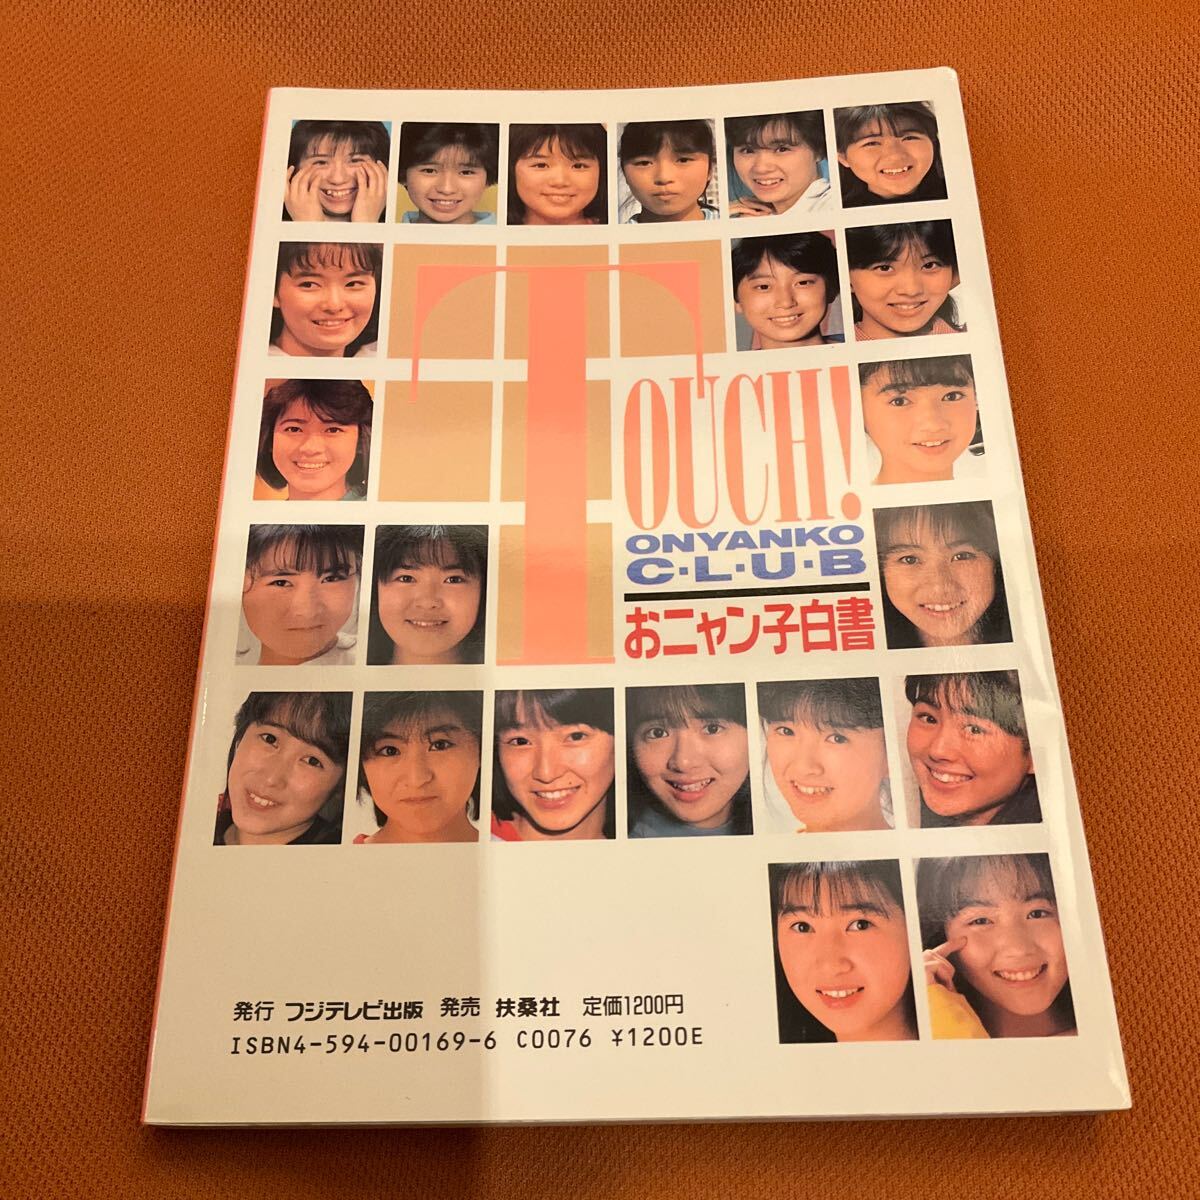 TOUCH!
ONYANKO
C・L・U・B
おニャン子白書
発行 フジテレビ出版 発売 扶桑社 定価1200円
ISBN4-594-00169-6 C0076 ¥1200E